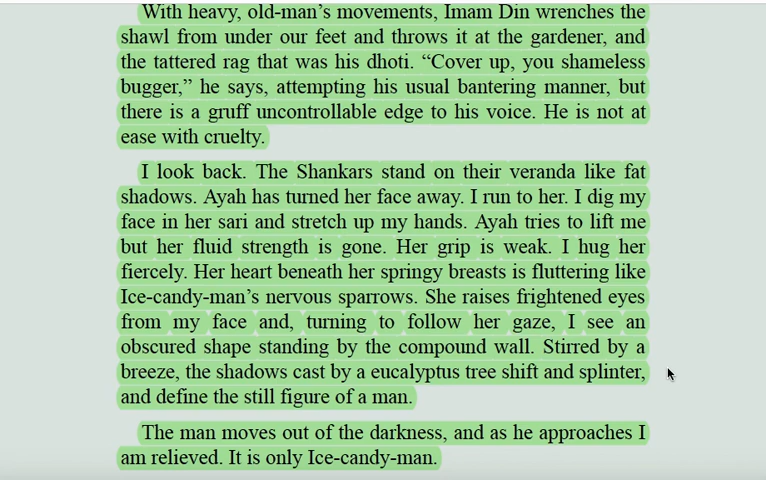 With heavy, old-man’s movements, Imam Din wrenches the
shawl from under our feet and throws it at the gardener, and
the tattered rag that was his dhoti. “Cover up, you shameless
bugger,” he says, attempting his usual bantering manner, but
there is a gruff uncontrollable edge to his voice. He is not at
ease with cruelty.
I look back. The Shankars stand on their veranda like fat
shadows. Ayah has turned her face away. I run to her. I dig my
face in her sari and stretch up my hands. Ayah tries to lift me
but her fluid strength is gone. Her grip is weak. I hug her
fiercely. Her heart beneath her springy breasts is fluttering like
Ice-candy-man’s nervous sparrows. She raises frightened eyes
from my face and, turning to follow her gaze, I see an
obscured shape standing by the compound wall. Stirred by a
breeze, the shadows cast by a eucalyptus tree shift and splinter,
and define the still figure of a man.
The man moves out of the darkness, and as he approaches I
am relieved. It is only Ice-candy-man.